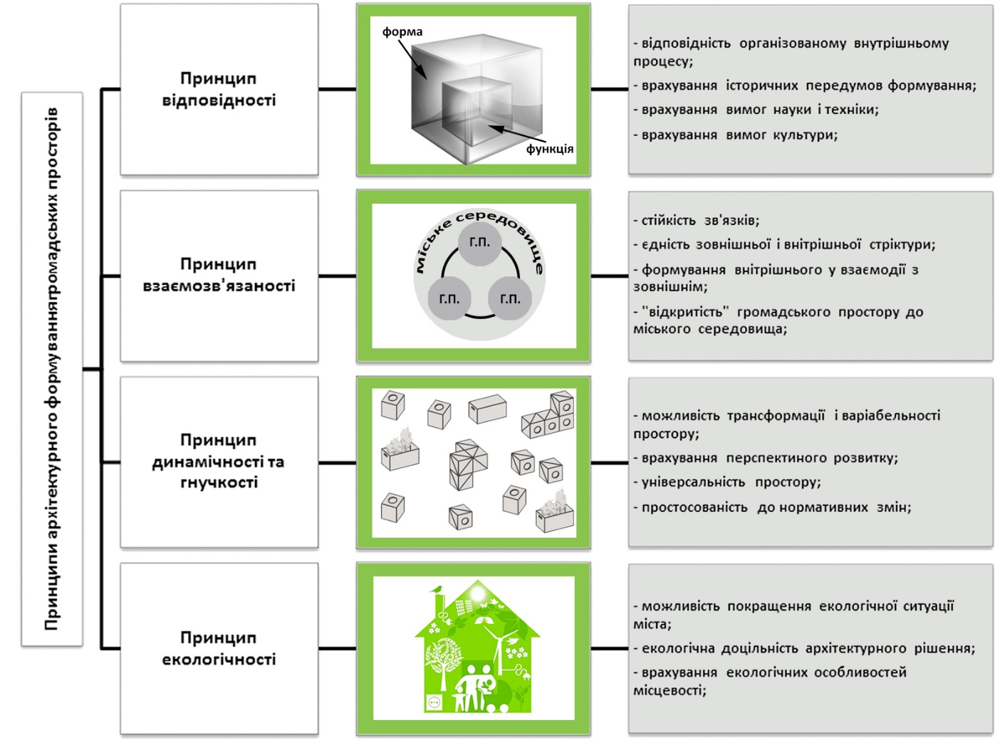 Принципи архітектурного формуваннягромадських просторів
Принцип
відповідності
форма
функція
- відповідність організованому внутрішньому
процесу;
- врахування історичних передумов формування;
- врахування вимог науки і техніки;
- врахування вимог культури;
Принцип
взаємозв'язаності
міське середовище
Г.П.
Г.П.
Г.П.
- стійкість зв'язків;
- єдність зовнішньої і внітрішньої стріктури;
- формування внітрішнього у взаємодії з
зовнішнім;
- "відкритість" громадського простору до
міського середовища;
Принцип
динамічності та
гнучкості
- можливість трансформації і варіабельності
простору;
- врахування перспектиного розвитку;
- універсальність простору;
- простосованість до нормативних змін;
Принцип
екологічності
- можливість покращення екологічної ситуації
міста;
- екологічна доцільність архітектурного рішення;
- врахування екологічних особливостей
місцевості;